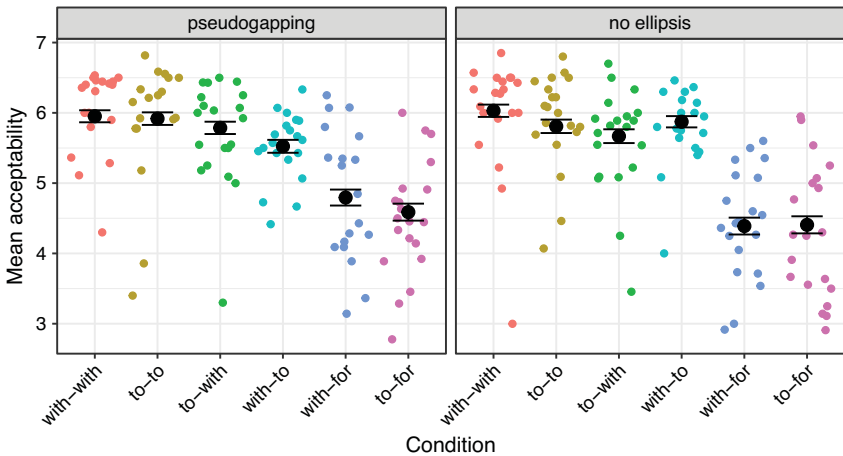 pseudogapping
no ellipsis
Mean acceptability
7
6
5
4
3
with−with
to−to
to−with
with−to
with−for
to−for
with−with
to−to
to−with
with−to
with−for
to−for
Condition